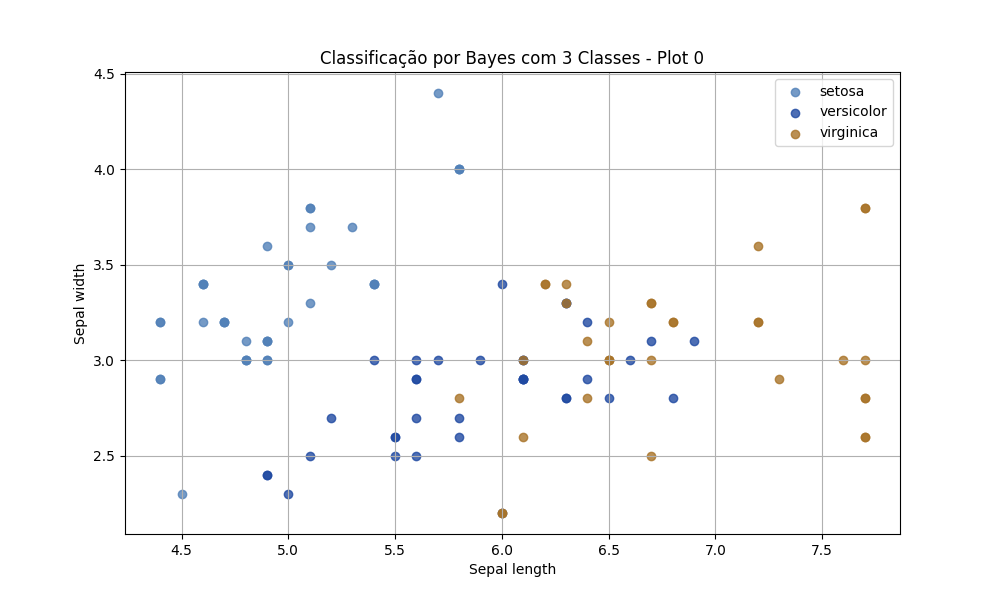 Classificação por Bayes com 3 Classes - Plot 0
setosa
versicolor
virginica
Sepal width
4.5
4.0
3.5
3.0
2.5
4.5
5.0
5.5
6.0
6.5
7.0
7.5
Sepal length